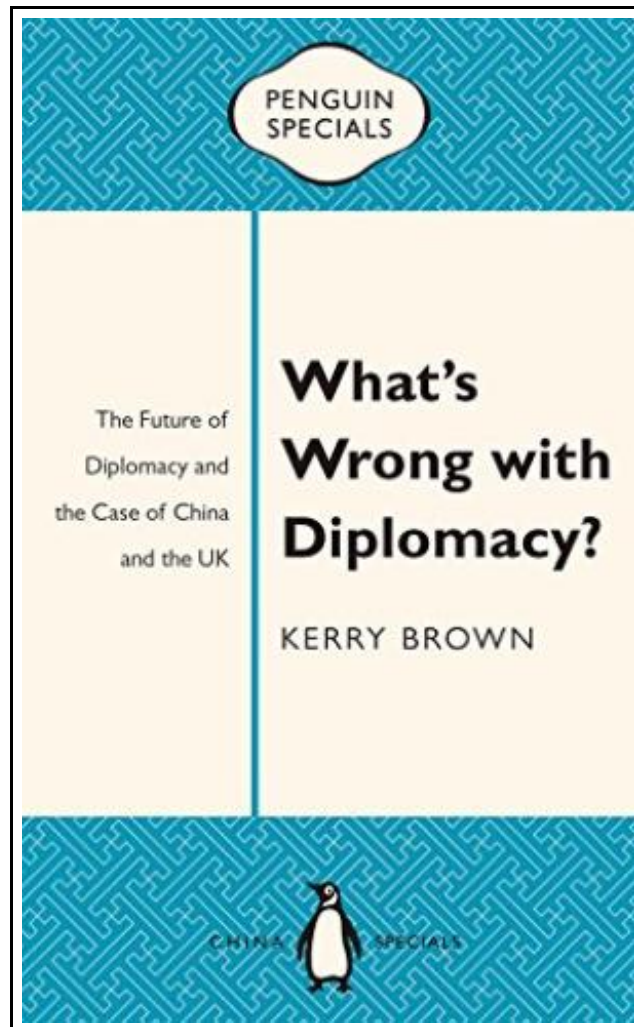 PENGUIN
SPECIALS
The Future of
Diplomacy and
the Case of China
and the UK
What's
Wrong with
Diplomacy?
KERRY BROWN
CHINA SPECIALS